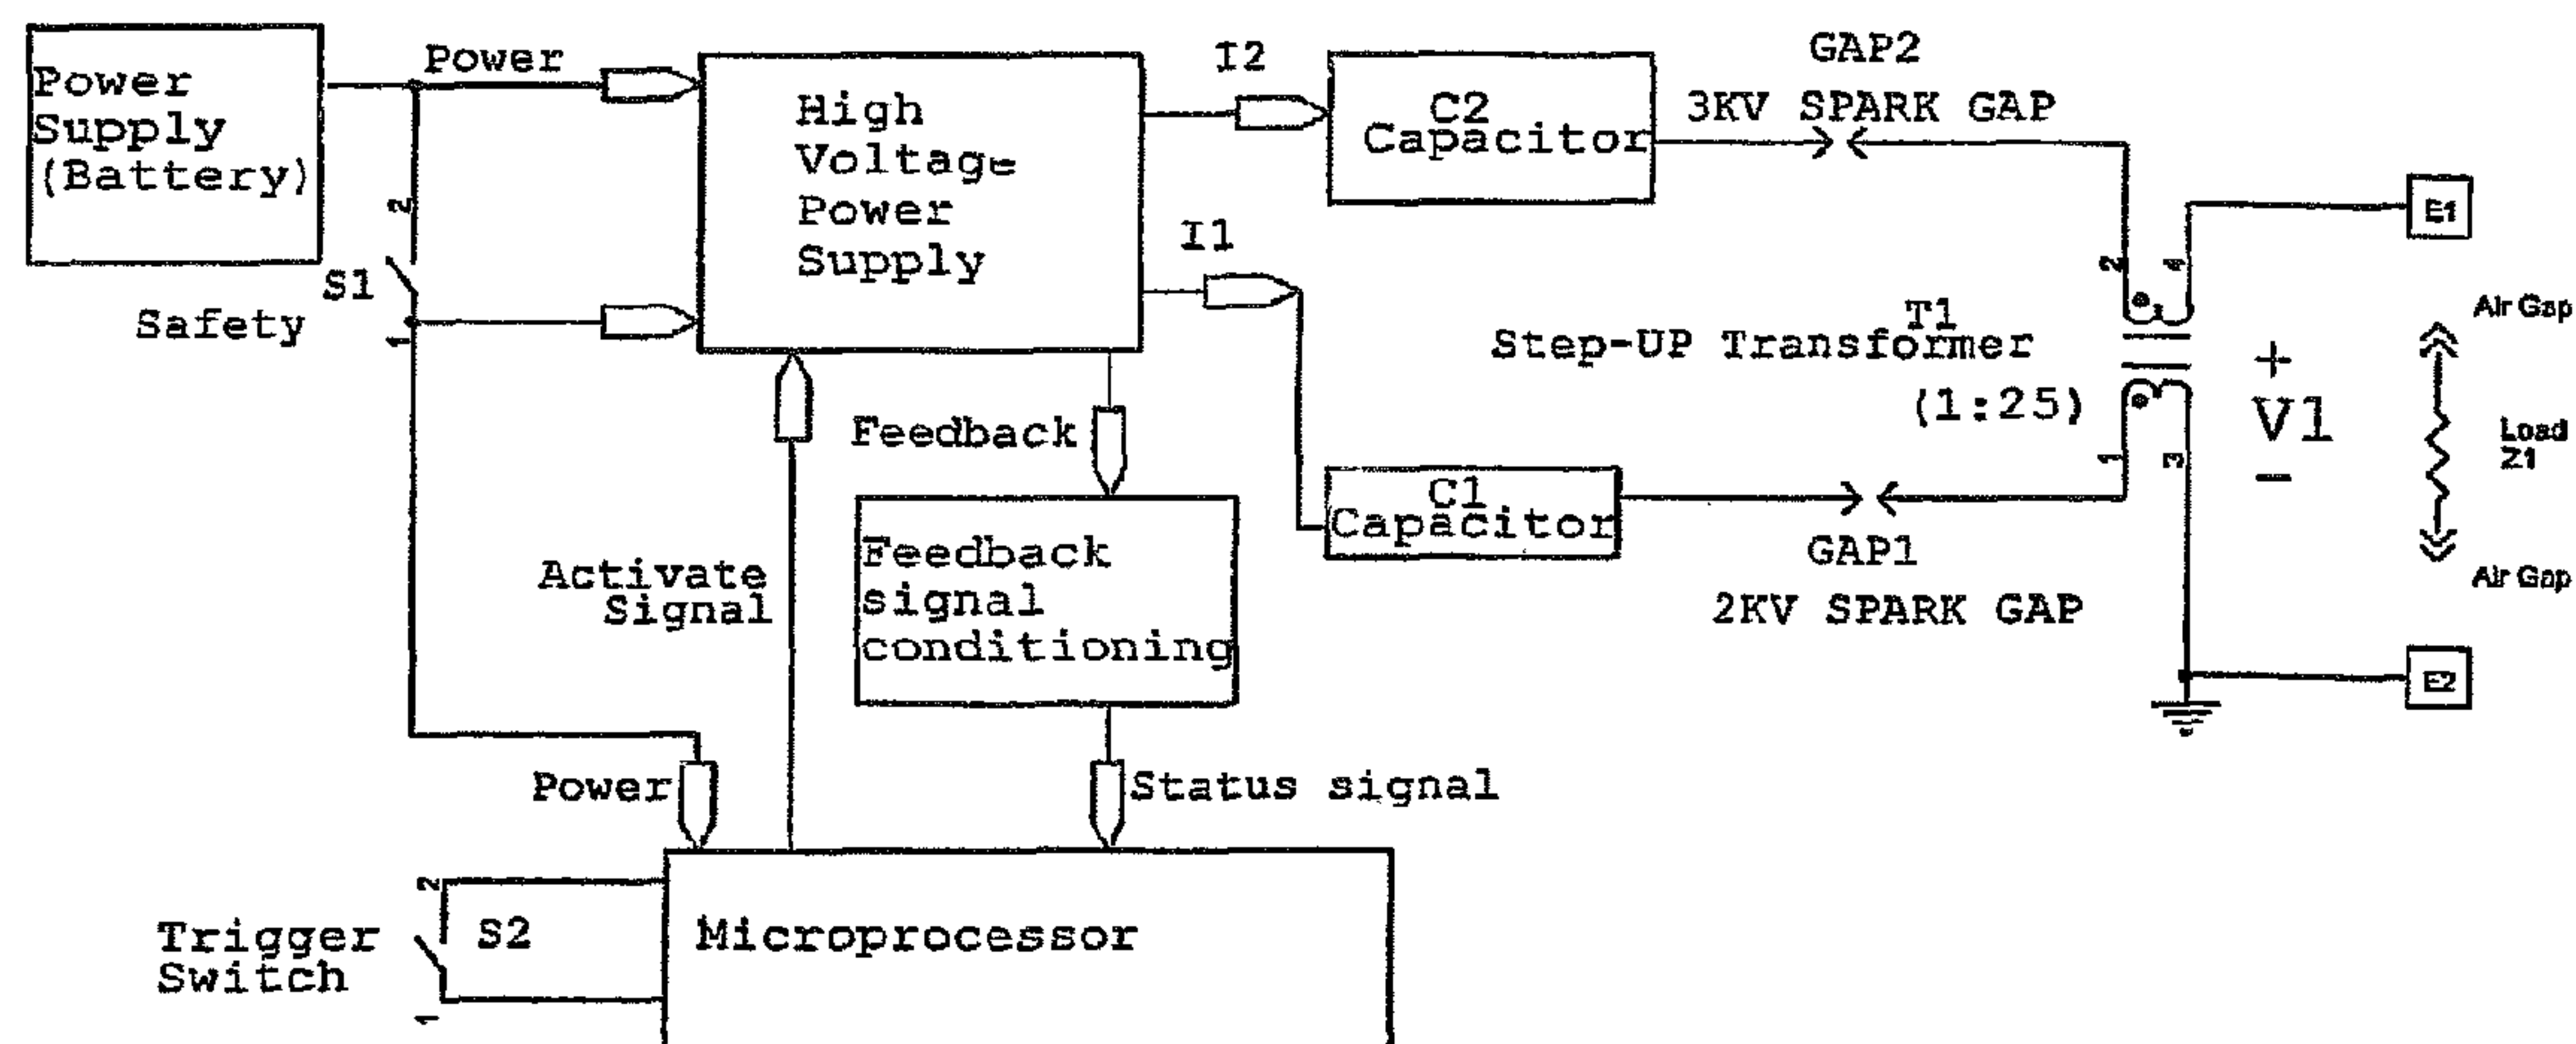 Power
Supply
(Battery)
Power
2
S1
Safety
1
High
Voltage
Power
Supply
I2
I1
C2
Capacitor
GAP2
3KV SPARK GAP
E1
2
4
T1
Step-UP Transformer
(1:25)
+
V1
-
Air Gap
Load
Z1
Air Gap
1
3
C1
Capacitor
GAP1
2KV SPARK GAP
E2
Feedback
Feedback
signal
conditioning
Activate
Signal
Power
Status signal
2
Trigger
Switch
S2
1
Microprocessor